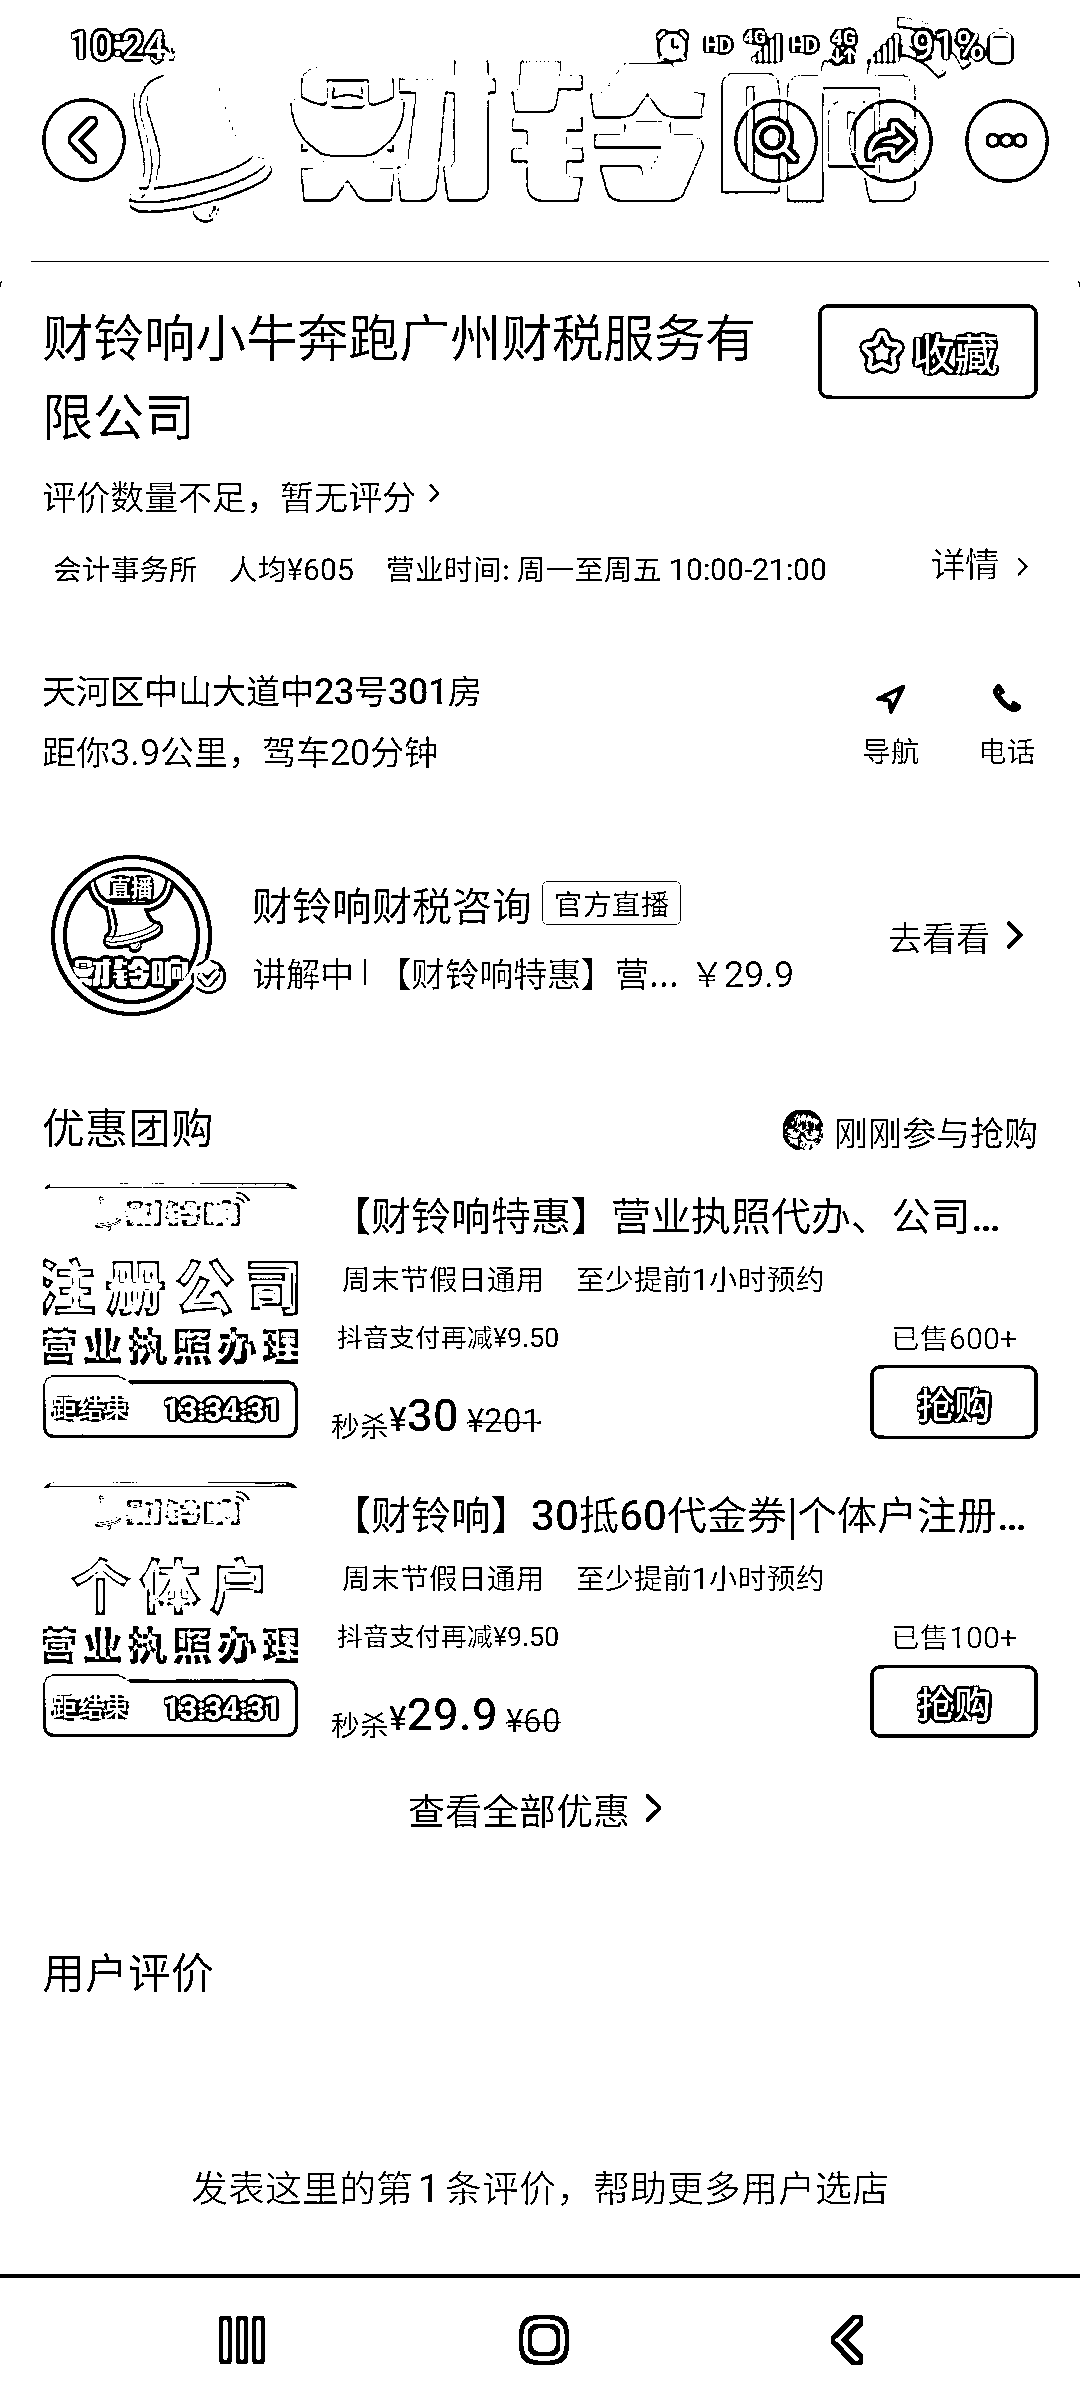 10:24
HD 4G HD 4G 91%
财铃响
财铃响小牛奔跑广州财税服务有
限公司
收藏
评价数量不足，暂无评分
会计事务所 人均¥605 营业时间: 周一至周五 10:00-21:00 详情
天河区中山大道中23号301房
距你3.9公里，驾车20分钟
导航 电话
直播
财铃响
财铃响财税咨询 官方直播
讲解中 | 【财铃响特惠】营... ￥29.9
去看看
优惠团购
刚刚参与抢购
财铃响
注册公司
营业执照办理
距结束 13:34:31
【财铃响特惠】营业执照代办、公司...
周末节假日通用 至少提前1小时预约
抖音支付再减¥9.50
已售600+
秒杀¥30 ¥201
抢购
财铃响
个体户
营业执照办理
距结束 13:34:31
【财铃响】30抵60代金券|个体户注册...
周末节假日通用 至少提前1小时预约
抖音支付再减¥9.50
已售100+
秒杀¥29.9 ¥60
抢购
查看全部优惠
用户评价
发表这里的第1条评价，帮助更多用户选店